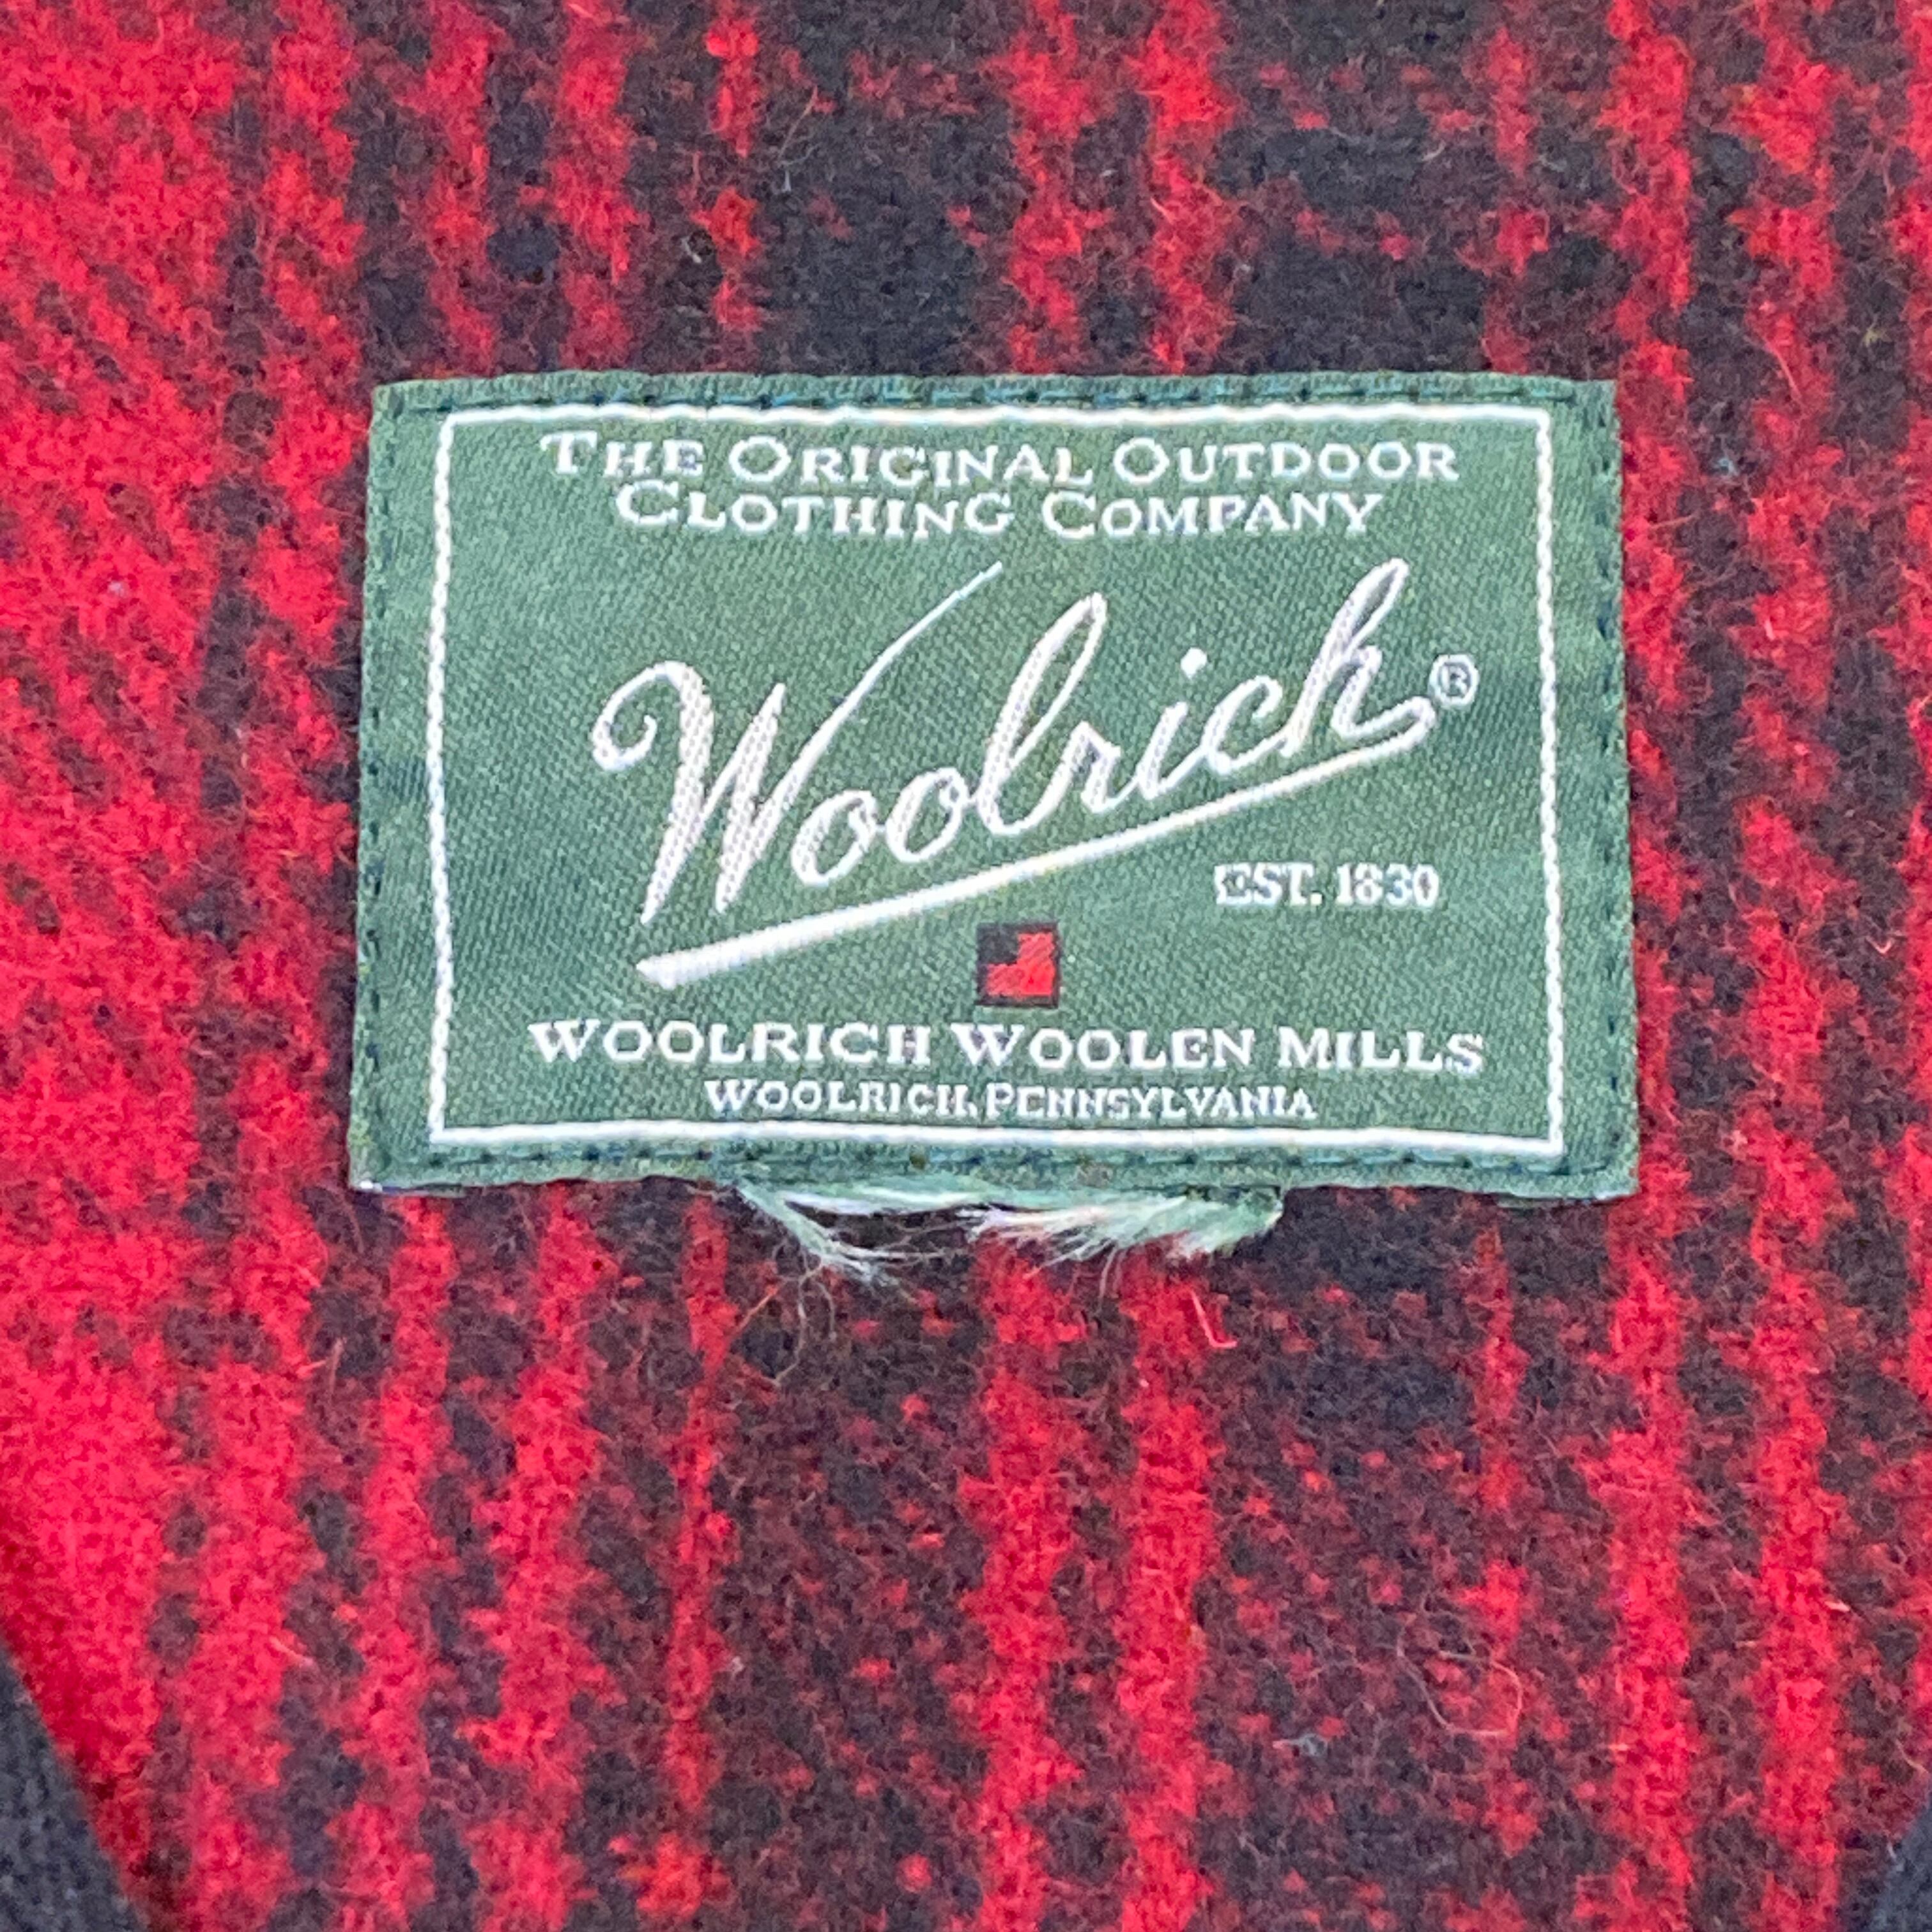 THE ORIGINAL OUTDOOR
CLOTHING COMPANY
Woolrich®
EST. 1830
WOOLRICH WOOLEN MILLS
WOOLRICH, PENNSYLVANIA